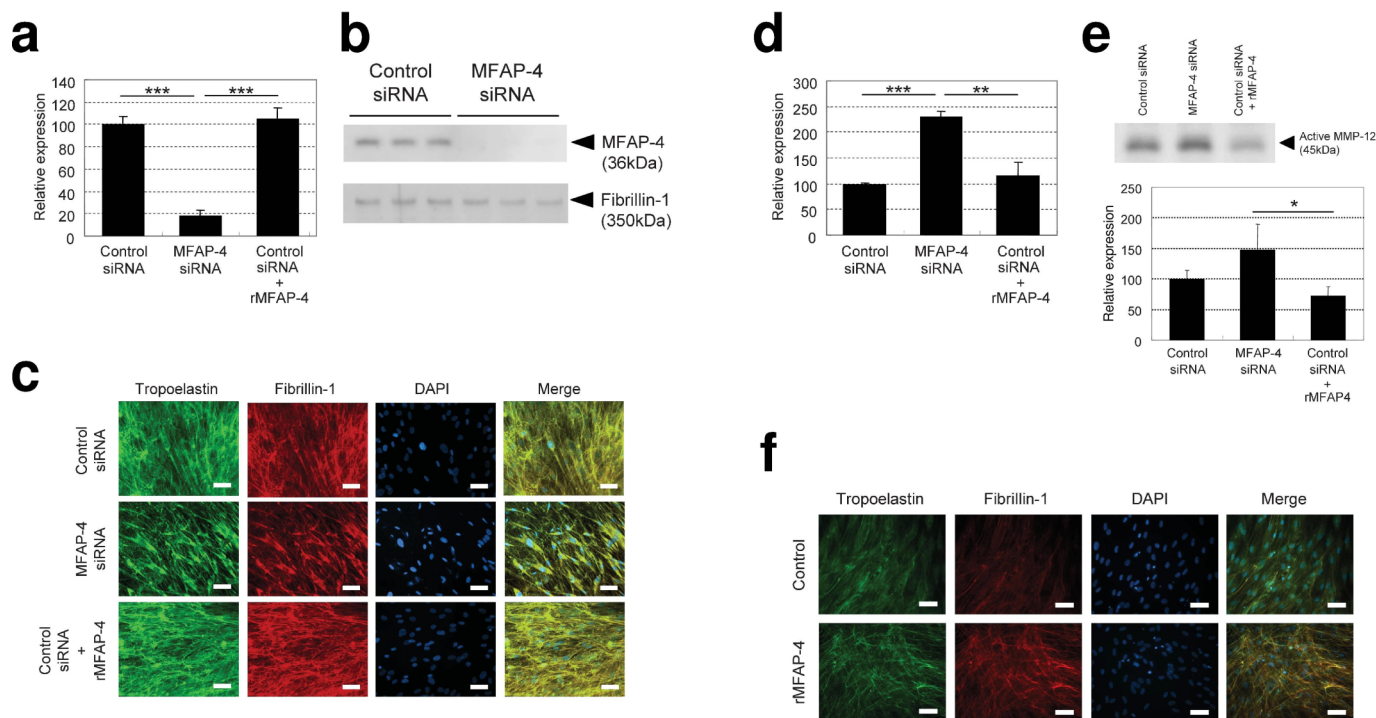 a
Relative expression
140
120
100
80
60
40
20
0
***
***
Control
siRNA
MFAP-4
siRNA
Control
siRNA
+
rMFAP-4
b
Control
siRNA
MFAP-4
siRNA
MFAP-4
(36kDa)
Fibrillin-1
(350kDa)
c
Tropoelastin
Fibrillin-1
DAPI
Merge
Control
siRNA
MFAP-4
siRNA
Control
siRNA
+
rMFAP-4
d
Relative expression
300
250
200
150
100
50
0
***
**
Control
siRNA
MFAP-4
siRNA
Control
siRNA
+
rMFAP-4
e
Control siRNA
MFAP-4 siRNA
Control siRNA
+ rMFAP-4
Active MMP-12
(45kDa)
Relative expression
250
200
150
100
50
0
*
Control
siRNA
MFAP-4
siRNA
Control
siRNA
+
rMFAP4
f
Tropoelastin
Fibrillin-1
DAPI
Merge
Control
rMFAP-4